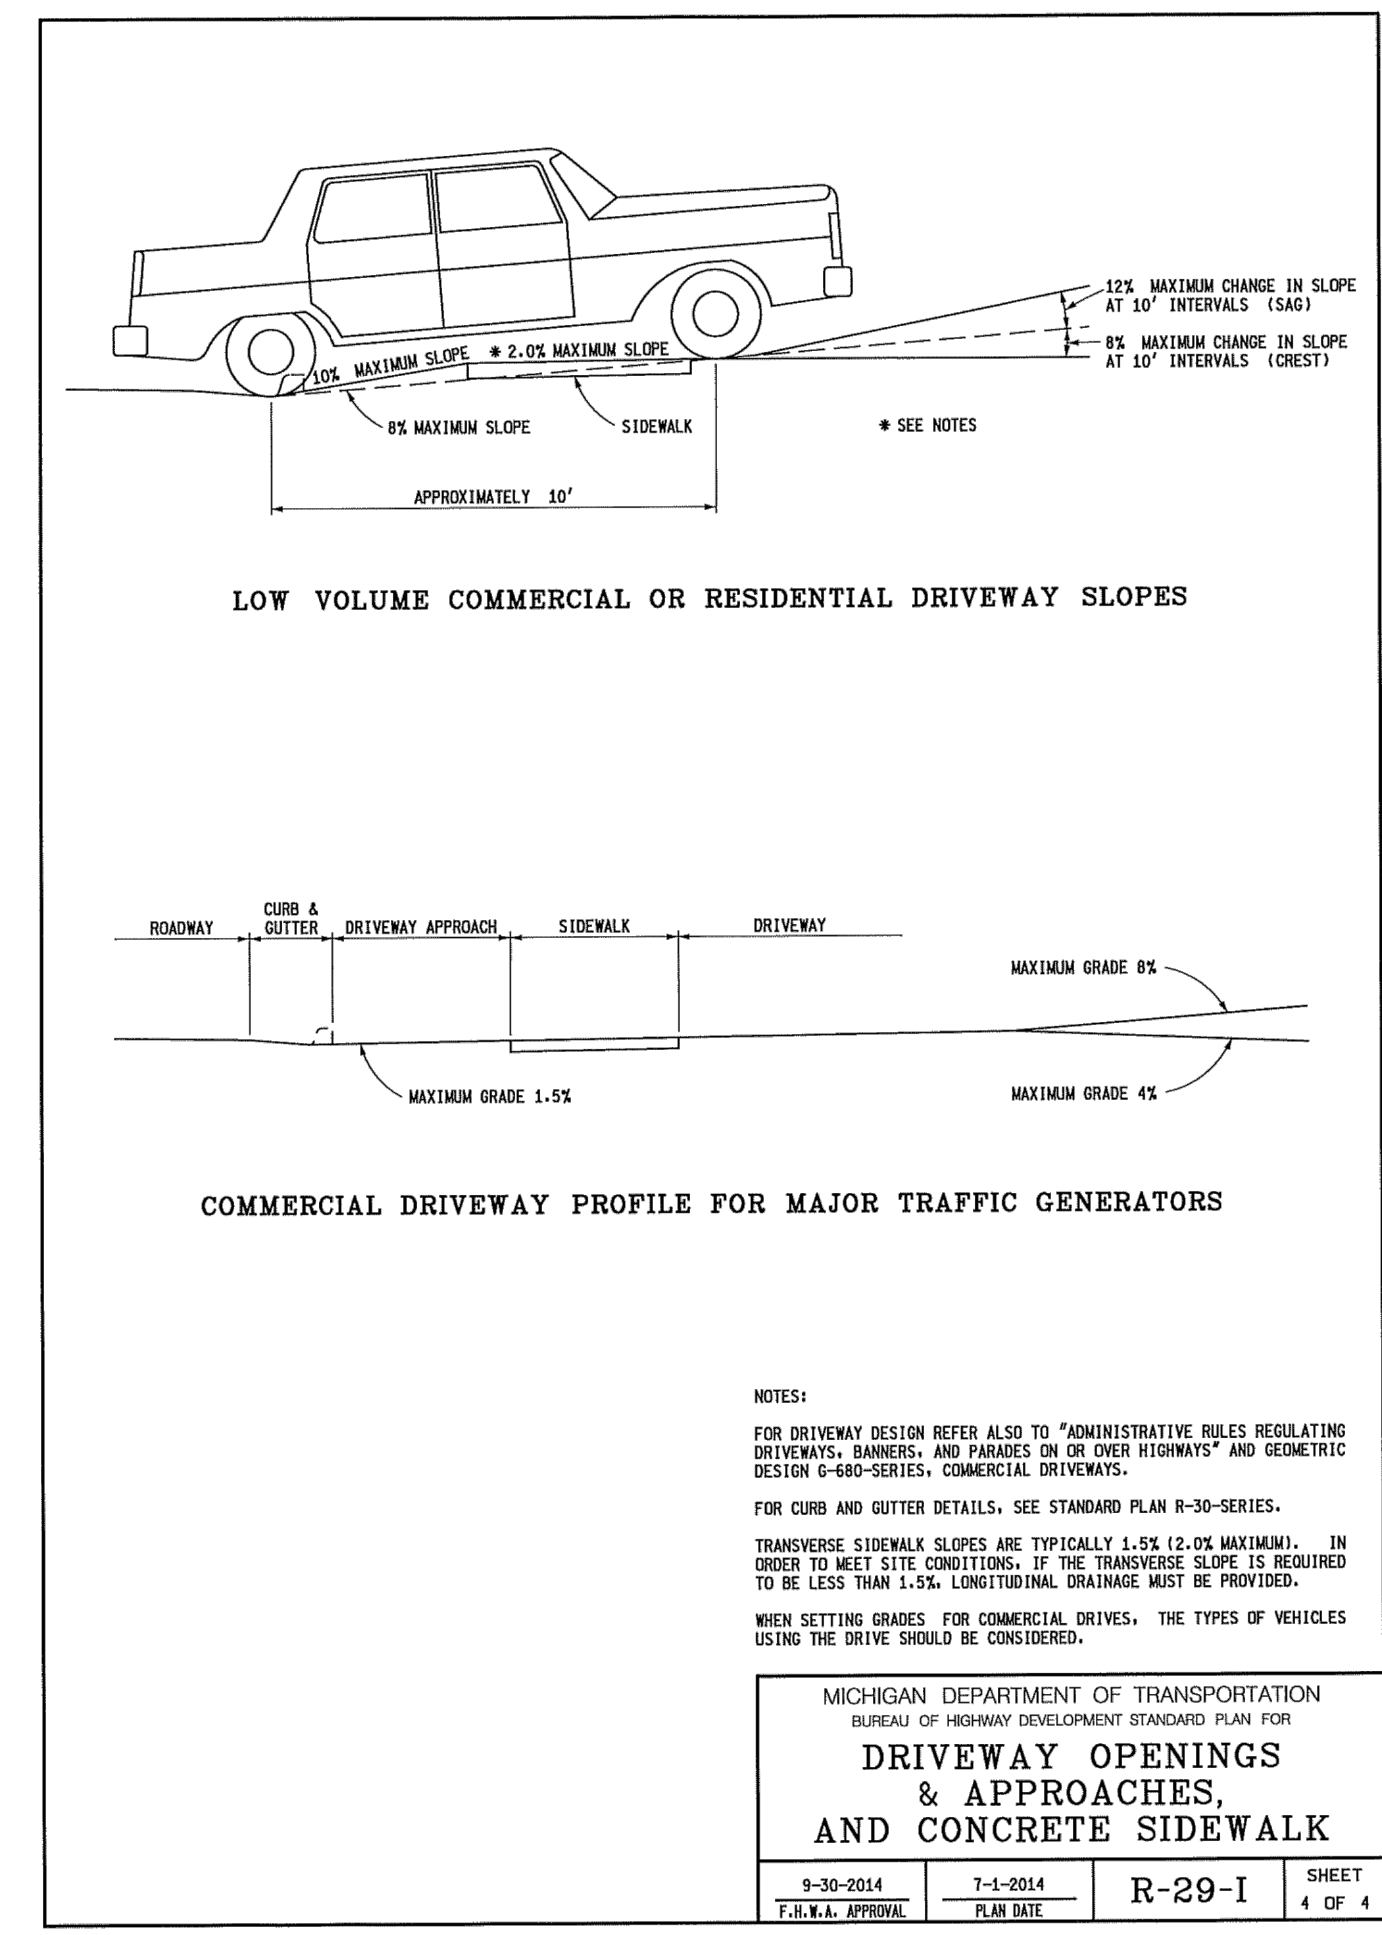 12% MAXIMUM CHANGE IN SLOPE
AT 10' INTERVALS (SAG)
8% MAXIMUM CHANGE IN SLOPE
AT 10' INTERVALS (CREST)
10% MAXIMUM SLOPE
* 2.0% MAXIMUM SLOPE
8% MAXIMUM SLOPE
SIDEWALK
* SEE NOTES
APPROXIMATELY 10'
LOW VOLUME COMMERCIAL OR RESIDENTIAL DRIVEWAY SLOPES
ROADWAY
CURB &
GUTTER
DRIVEWAY APPROACH
SIDEWALK
DRIVEWAY
MAXIMUM GRADE 8%
MAXIMUM GRADE 1.5%
MAXIMUM GRADE 4%
COMMERCIAL DRIVEWAY PROFILE FOR MAJOR TRAFFIC GENERATORS
NOTES:
FOR DRIVEWAY DESIGN REFER ALSO TO "ADMINISTRATIVE RULES REGULATING
DRIVEWAYS, BANNERS, AND PARADES ON OR OVER HIGHWAYS" AND GEOMETRIC
DESIGN G-680-SERIES, COMMERCIAL DRIVEWAYS.
FOR CURB AND GUTTER DETAILS, SEE STANDARD PLAN R-30-SERIES.
TRANSVERSE SIDEWALK SLOPES ARE TYPICALLY 1.5% (2.0% MAXIMUM). IN
ORDER TO MEET SITE CONDITIONS, IF THE TRANSVERSE SLOPE IS REQUIRED
TO BE LESS THAN 1.5%, LONGITUDINAL DRAINAGE MUST BE PROVIDED.
WHEN SETTING GRADES FOR COMMERCIAL DRIVES, THE TYPES OF VEHICLES
USING THE DRIVE SHOULD BE CONSIDERED.
MICHIGAN DEPARTMENT OF TRANSPORTATION
BUREAU OF HIGHWAY DEVELOPMENT STANDARD PLAN FOR
DRIVEWAY OPENINGS
& APPROACHES,
AND CONCRETE SIDEWALK
9-30-2014
F.H.W.A. APPROVAL
7-1-2014
PLAN DATE
R-29-I
SHEET
4 OF 4